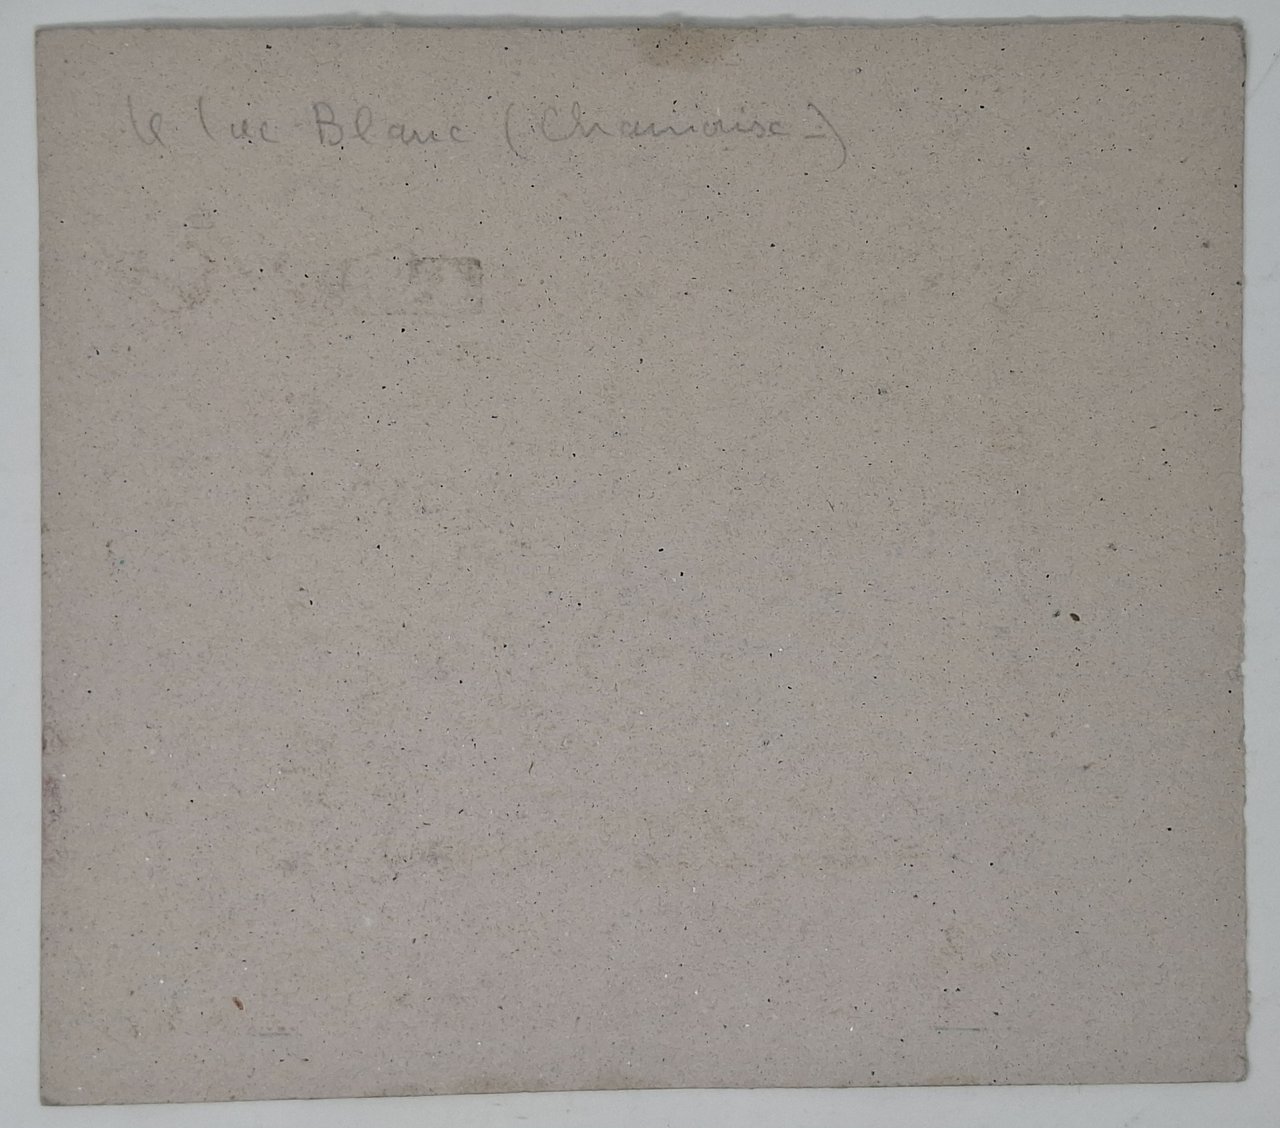 le lac Blanc (Chamonix -)